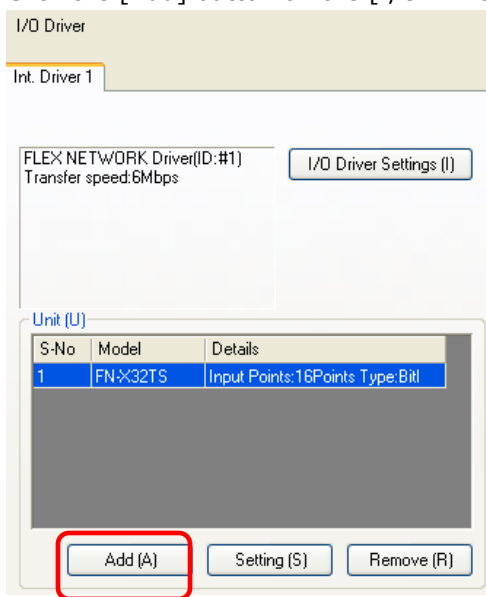 I/O Driver
Int. Driver 1
FLEX NETWORK Driver(ID:#1)
Transfer speed:6Mbps
I/O Driver Settings (I)
Unit (U)
S-No Model Details
1 FN-X32TS Input Points:16Points Type:Bitl
Add (A) Setting (S) Remove (R)